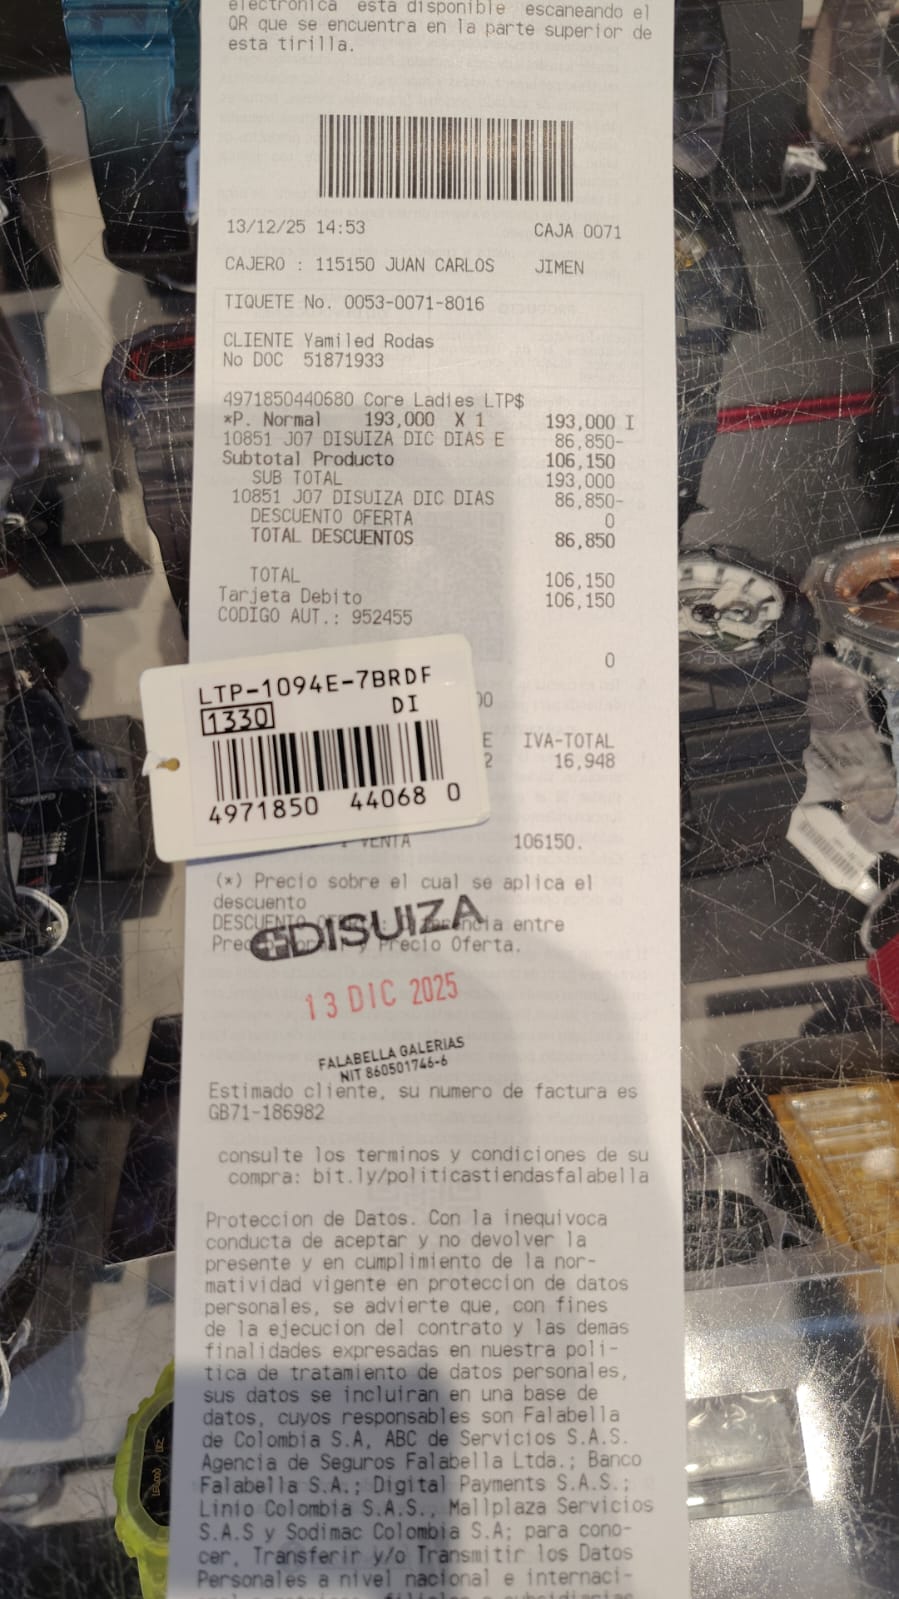 electronica esta disponible escaneando el
QR que se encuentra en la parte superior de
esta tirilla.
13/12/25 14:53 CAJA 0071
CAJERO : 115150 JUAN CARLOS JIMEN
TIQUETE No. 0053-0071-8016
CLIENTE Yamiled Rodas
No DOC 51871933
4971850440680 Core Ladies LTP$
*P. Normal 193,000 X 1 193,000 I
10851 J07 DISUIZA DIC DIAS E 86,850-
Subtotal Producto 106,150
SUB TOTAL 193,000
10851 J07 DISUIZA DIC DIAS 86,850-
DESCUENTO OFERTA 0
TOTAL DESCUENTOS 86,850
TOTAL 106,150
Tarjeta Debito 106,150
CODIGO AUT.: 952455
0
LTP-1094E-7BRDF
1330 DI
4971850 44068 0
00
E IVA-TOTAL
2 16,948
VENTA 106150.
(*) Precio sobre el cual se aplica el
descuento
DESCUENTO OFERTA: Diferencia entre
Precio Normal y Precio Oferta.
DISUIZA
13 DIC 2025
FALABELLA GALERIAS
NIT 860501746-6
Estimado cliente, su numero de factura es
GB71-186982
consulte los terminos y condiciones de su
compra: bit.ly/politicastiendasfalabella
Proteccion de Datos. Con la inequivoca
conducta de aceptar y no devolver la
presente y en cumplimiento de la nor-
matividad vigente en proteccion de datos
personales, se advierte que, con fines
de la ejecucion del contrato y las demas
finalidades expresadas en nuestra poli-
tica de tratamiento de datos personales,
sus datos se incluiran en una base de
datos, cuyos responsables son Falabella
de Colombia S.A, ABC de Servicios S.A.S.
Agencia de Seguros Falabella Ltda.; Banco
Falabella S.A.; Digital Payments S.A.S.;
Linio Colombia S.A.S., Mallplaza Servicios
S.A.S y Sodimac Colombia S.A; para cono-
cer, Transferir y/o Transmitir los Datos
Personales a nivel nacional e internaci-